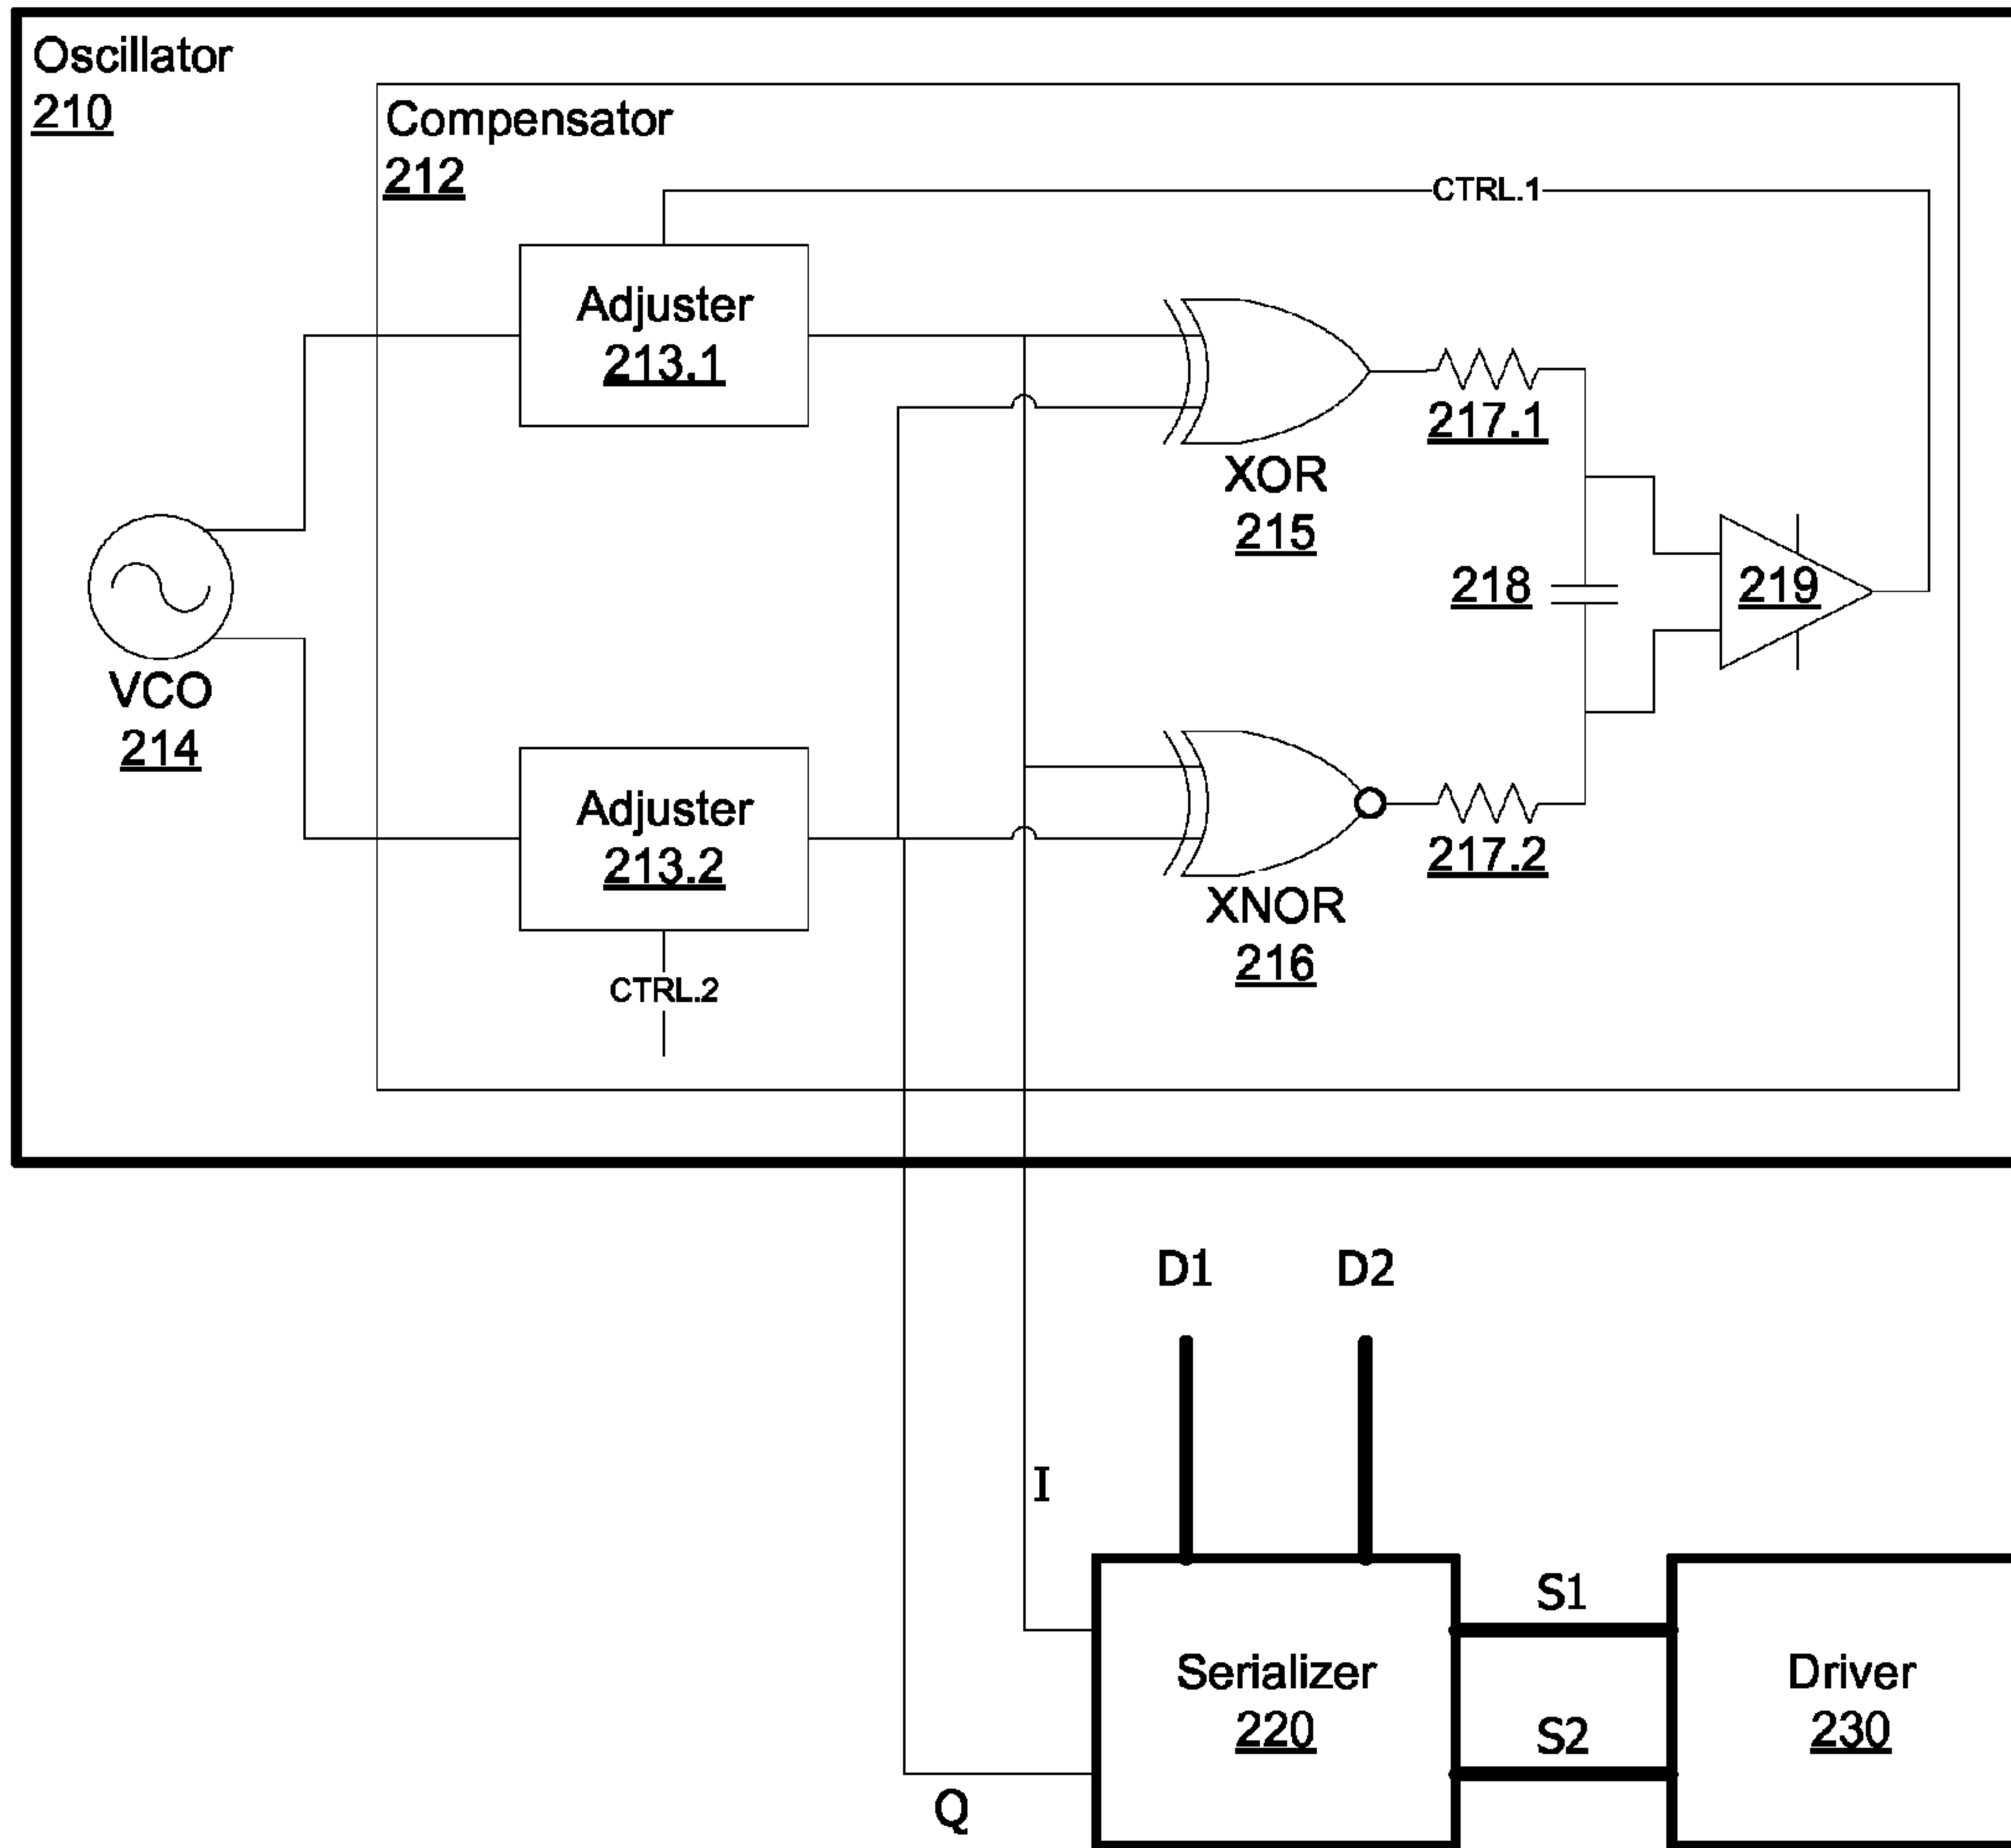 Oscillator
210
Compensator
212
CTRL.1
Adjuster
213.1
217.1
XOR
215
218
219
VCO
214
Adjuster
213.2
217.2
XNOR
216
CTRL.2
D1
D2
I
S1
Serializer
220
Driver
230
S2
Q